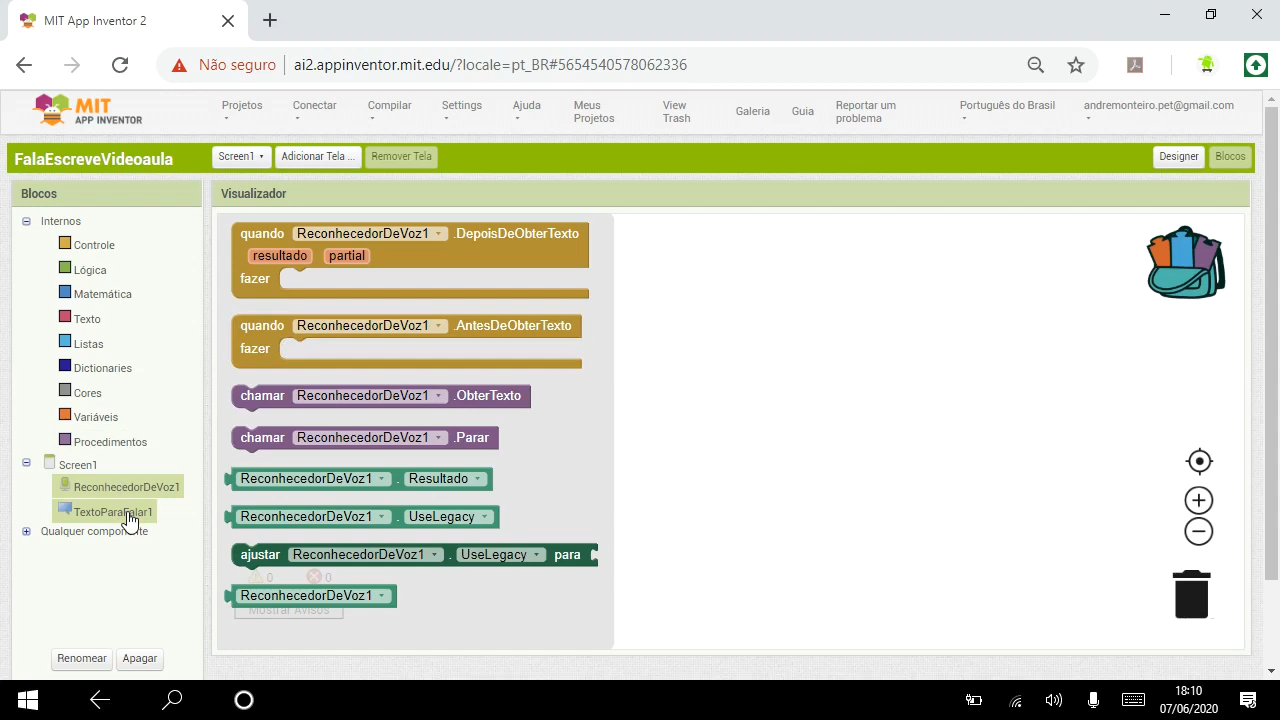 MIT App Inventor 2
Não seguro
ai2.appinventor.mit.edu/?locale=pt_BR#5654540578062336
MIT
APP INVENTOR
Projetos
Conectar
Compilar
Settings
Ajuda
Meus
Projetos
View
Trash
Galeria
Guia
Reportar um
problema
Português do Brasil
andremonteiro.pet@gmail.com
FalaEscreveVideoaula
Screen1
Adicionar Tela ...
Remover Tela
Designer
Blocos
Blocos
Visualizador
Internos
Controle
Lógica
Matemática
Texto
Listas
Dictionaries
Cores
Variáveis
Procedimentos
Screen1
ReconhecedorDeVoz1
TextoParaFalar1
Qualquer componente
Renomear
Apagar
quando ReconhecedorDeVoz1 .DepoisDeObterTexto
resultado partial
fazer
quando ReconhecedorDeVoz1 .AntesDeObterTexto
fazer
chamar ReconhecedorDeVoz1 .ObterTexto
chamar ReconhecedorDeVoz1 .Parar
ReconhecedorDeVoz1 . Resultado
ReconhecedorDeVoz1 . UseLegacy
ajustar ReconhecedorDeVoz1 . UseLegacy para
0 0
ReconhecedorDeVoz1
Mostrar Avisos
18:10
07/06/2020